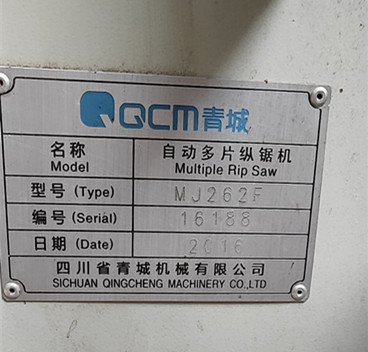 QCM青城
名称 自动多片纵锯机
Model Multiple Rip Saw
型号 (Type) MJ262F
编号 (Serial) 16188
日期 (Date) 2016
四川省青城机械有限公司
SICHUAN QINGCHENG MACHINERY CO.,LTD